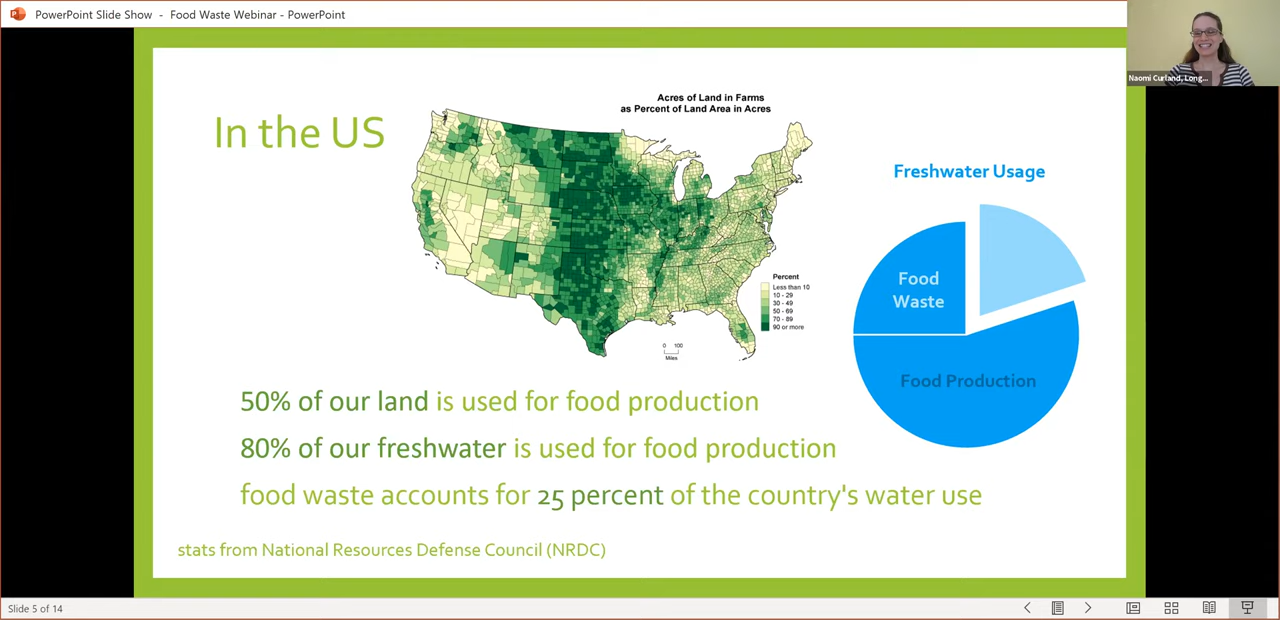 PowerPoint Slide Show - Food Waste Webinar - PowerPoint
Naomi Curland, Long...
In the US
Acres of Land in Farms
as Percent of Land Area in Acres
Percent
Less than 10
10 - 29
30 - 49
50 - 69
70 - 89
90 or more
0 100
Miles
Freshwater Usage
Food
Waste
Food Production
50% of our land is used for food production
80% of our freshwater is used for food production
food waste accounts for 25 percent of the country's water use
stats from National Resources Defense Council (NRDC)
Slide 5 of 14